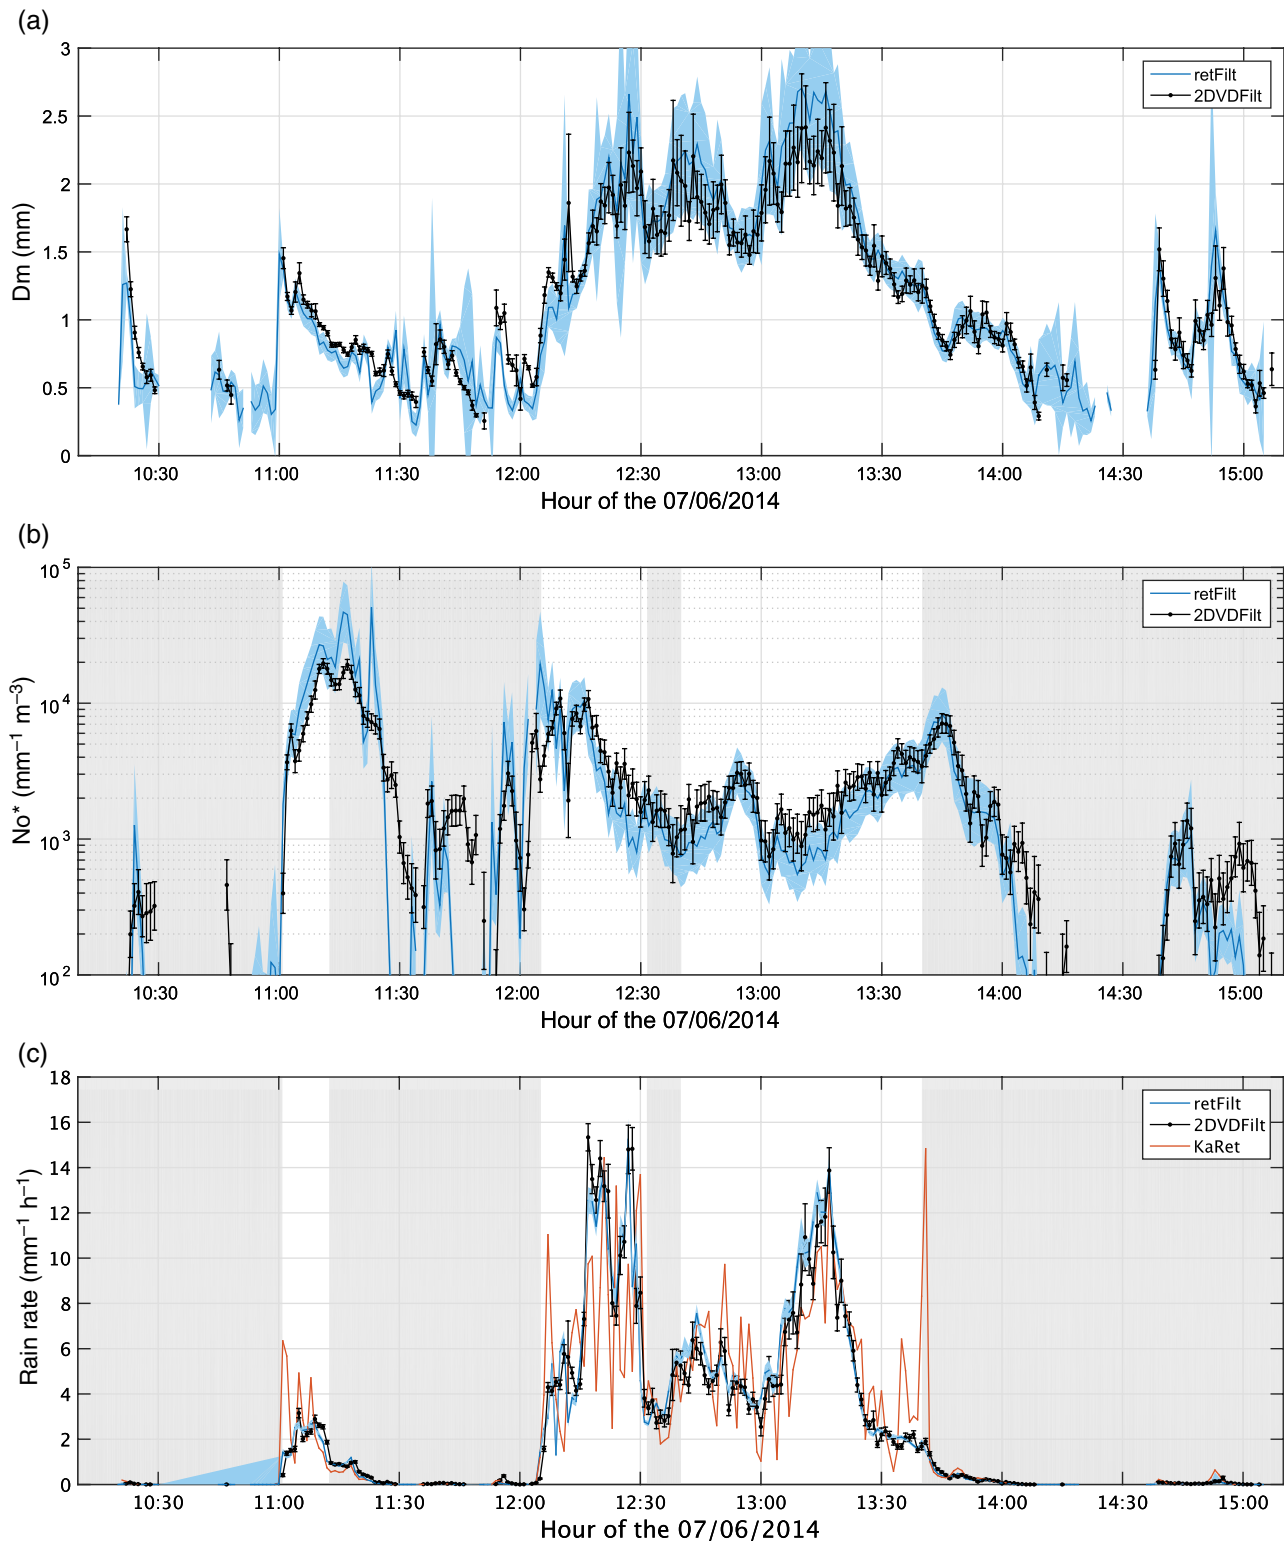 (a)
3
2.5
2
1.5
1
0.5
0
Dm (mm)
retFilt
2DVDFilt
10:30 11:00 11:30 12:00 12:30 13:00 13:30 14:00 14:30 15:00
Hour of the 07/06/2014
(b)
10^5
10^4
10^3
10^2
No* (mm^−1 m^−3)
retFilt
2DVDFilt
10:30 11:00 11:30 12:00 12:30 13:00 13:30 14:00 14:30 15:00
Hour of the 07/06/2014
(c)
18
16
14
12
10
8
6
4
2
0
Rain rate (mm^−1 h^−1)
retFilt
2DVDFilt
KaRet
10:30 11:00 11:30 12:00 12:30 13:00 13:30 14:00 14:30 15:00
Hour of the 07/06/2014